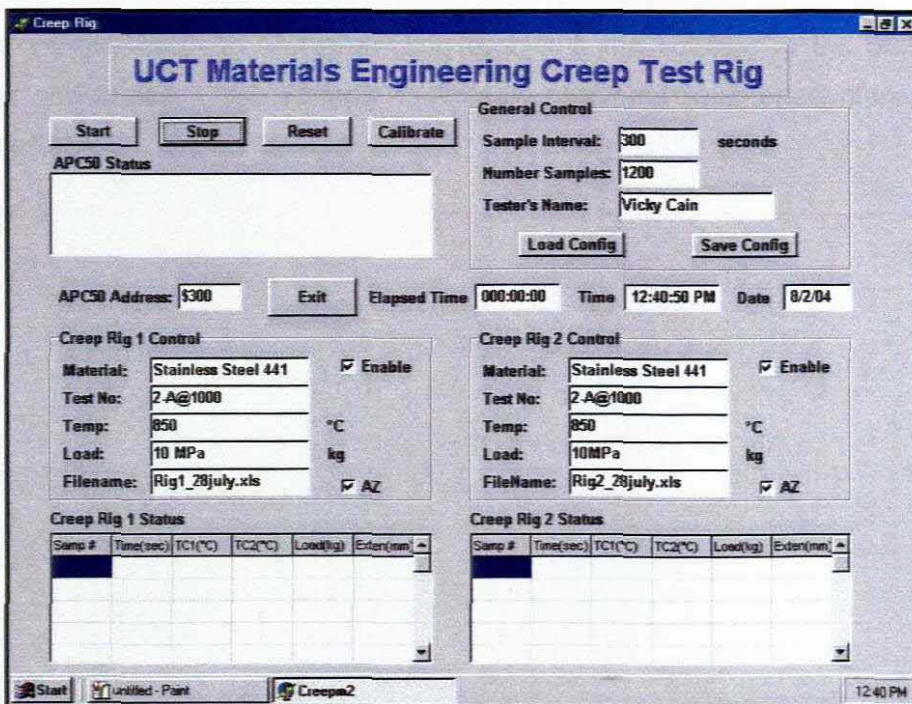 Creep Rig
UCT Materials Engineering Creep Test Rig
Start Stop Reset Calibrate
APC50 Status
General Control
Sample Interval: 300 seconds
Number Samples: 1200
Tester's Name: Vicky Cain
Load Config Save Config
APC50 Address: $300 Exit Elapsed Time 000:00:00 Time 12:40:50 PM Date 8/2/04
Creep Rig 1 Control
Material: Stainless Steel 441 Enable
Test No: 2-A@1000
Temp: 850 °C
Load: 10 MPa kg
Filename: Rig1_28july.xls AZ
Creep Rig 2 Control
Material: Stainless Steel 441 Enable
Test No: 2-A@1000
Temp: 850 °C
Load: 10MPa kg
FileName: Rig2_28july.xls AZ
Creep Rig 1 Status
Samp # Time(sec) TC1(°C) TC2(°C) Load(kg) Exten(mm)
Creep Rig 2 Status
Samp # Time(sec) TC1(°C) TC2(°C) Load(kg) Exten(mm)
Start untitled - Paint Creepm2 12:40 PM